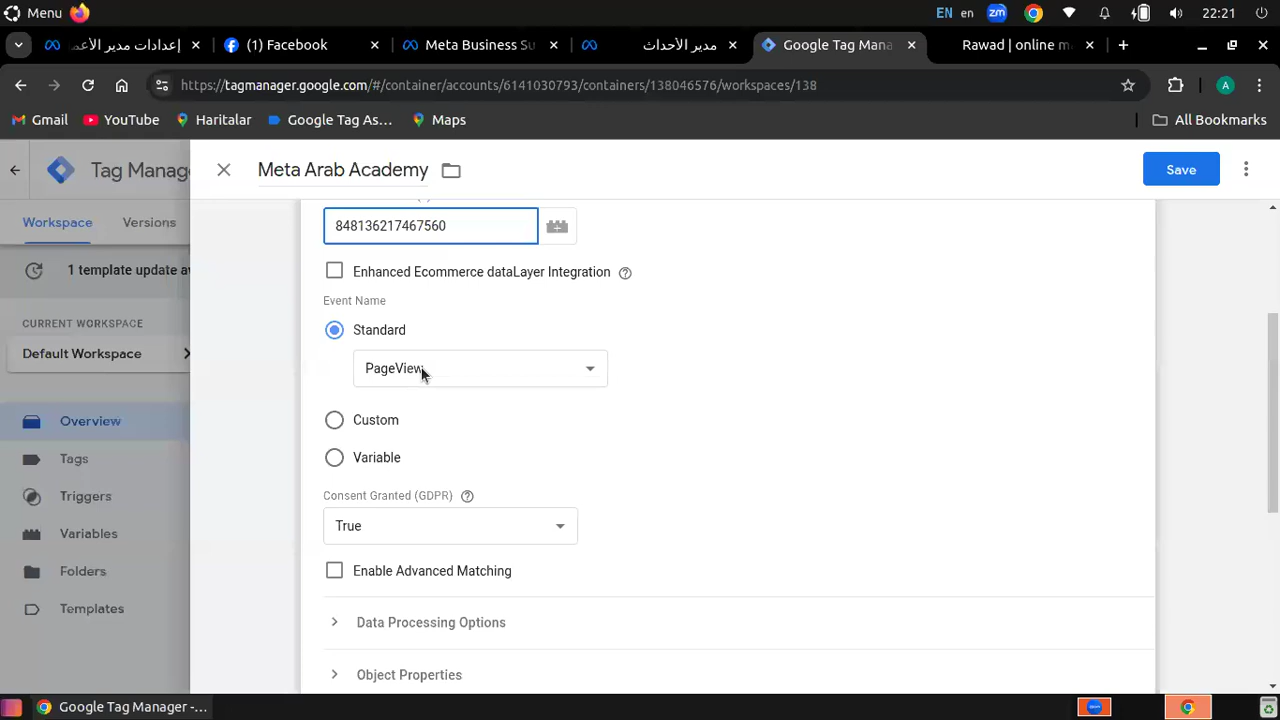 Menu
EN en zm 22:21
إعدادات مدير الأعم
(1) Facebook
Meta Business Su
مدير الأحداث
Google Tag Mana
Rawad | online m
https://tagmanager.google.com/#/container/accounts/6141030793/containers/138046576/workspaces/138
A
Gmail
YouTube
Haritalar
Google Tag As...
Maps
All Bookmarks
Tag Manag
Meta Arab Academy
Save
Workspace
Versions
848136217467560
1 template update av
Enhanced Ecommerce dataLayer Integration
Event Name
CURRENT WORKSPACE
Standard
Default Workspace
PageView
Overview
Custom
Tags
Variable
Triggers
Consent Granted (GDPR)
Variables
True
Folders
Enable Advanced Matching
Templates
Data Processing Options
Object Properties
Google Tag Manager -...